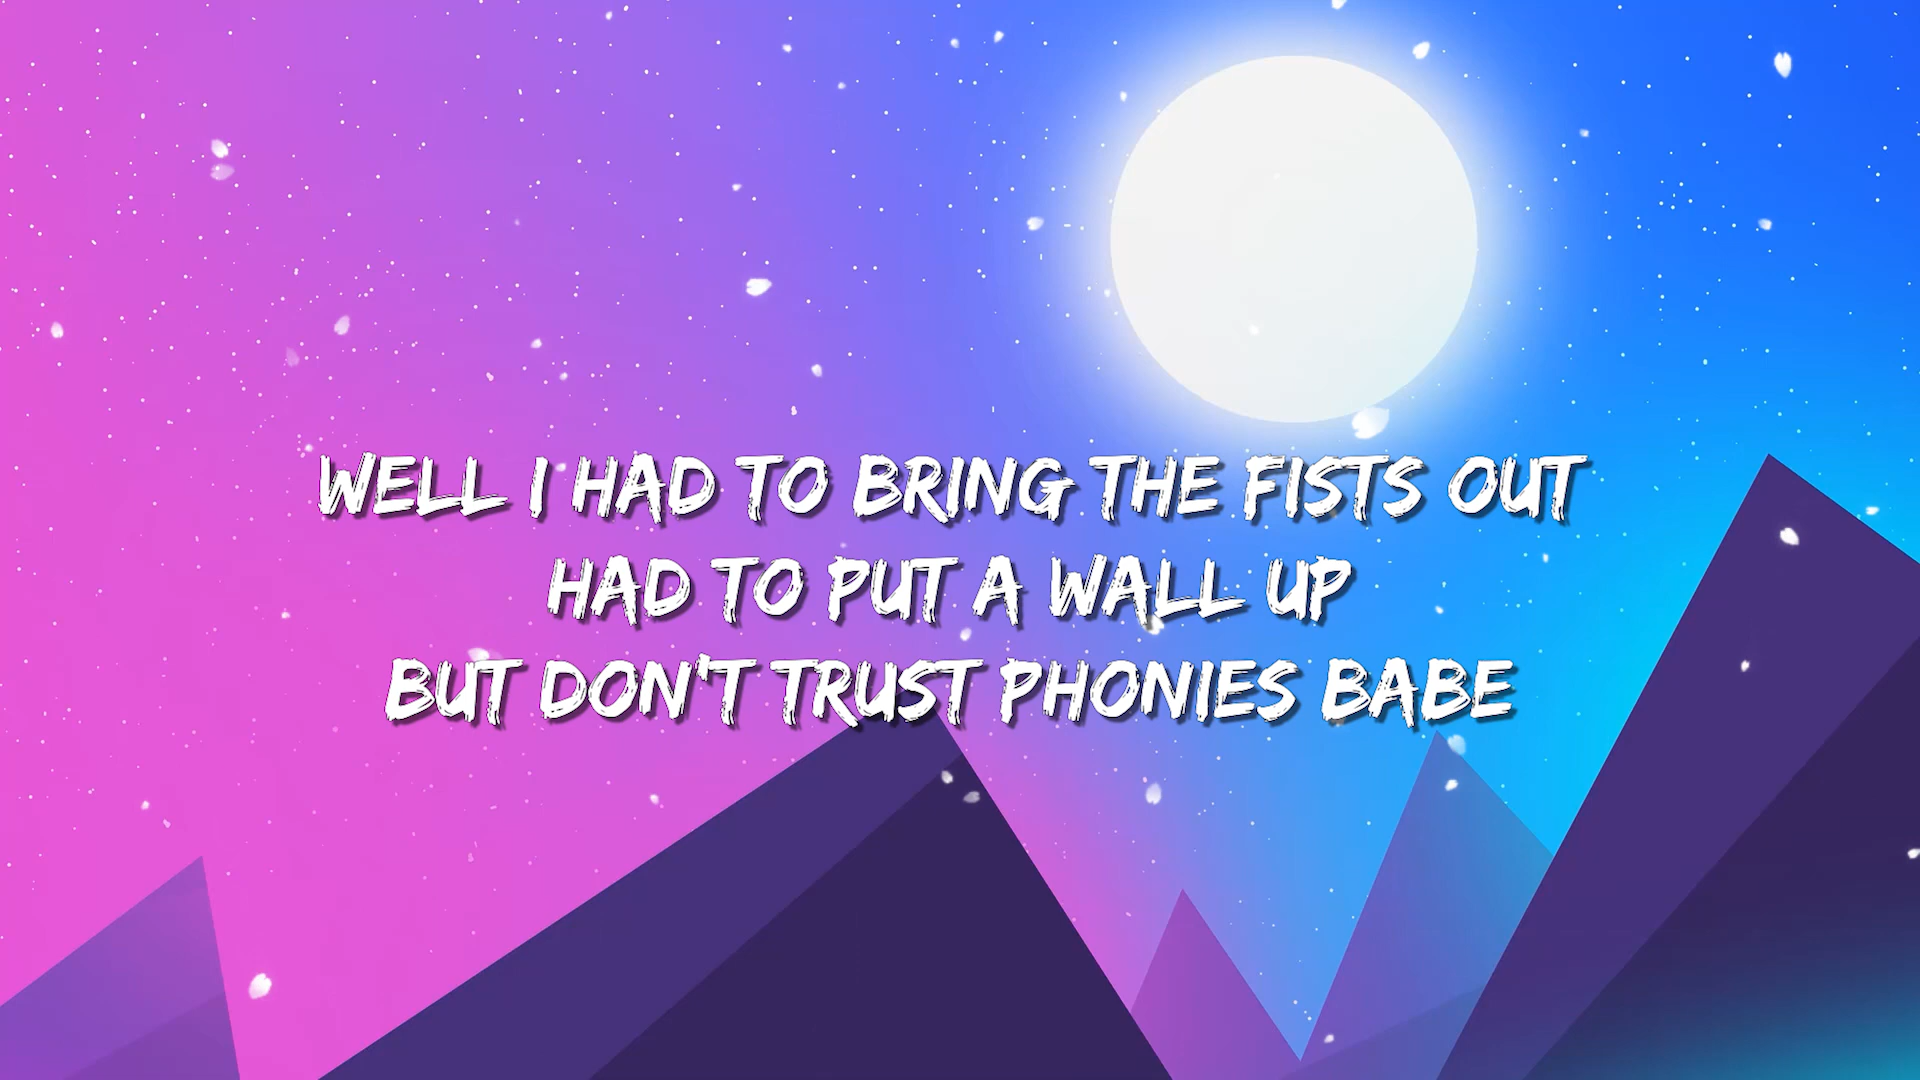 WELL I HAD TO BRING THE FISTS OUT
HAD TO PUT A WALL UP
BUT DON'T TRUST PHONIES BABE